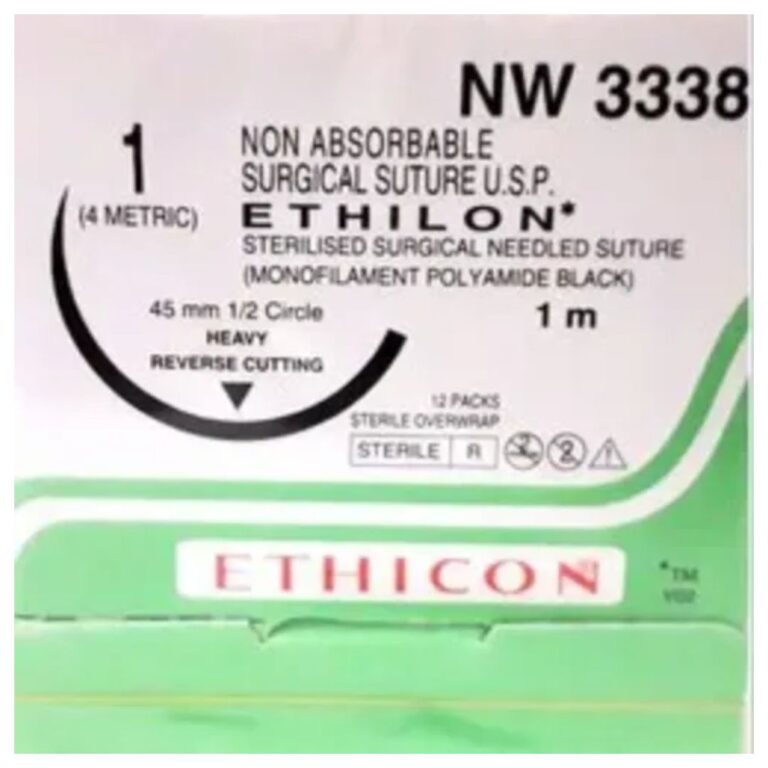 NW 3338
1
(4 METRIC)
NON ABSORBABLE
SURGICAL SUTURE U.S.P.
ETHILON*
STERILISED SURGICAL NEEDLED SUTURE
(MONOFILAMENT POLYAMIDE BLACK)
1 m
45 mm 1/2 Circle
HEAVY
REVERSE CUTTING
12 PACKS
STERILE OVERWRAP
STERILE R
2
ETHICON
*TM